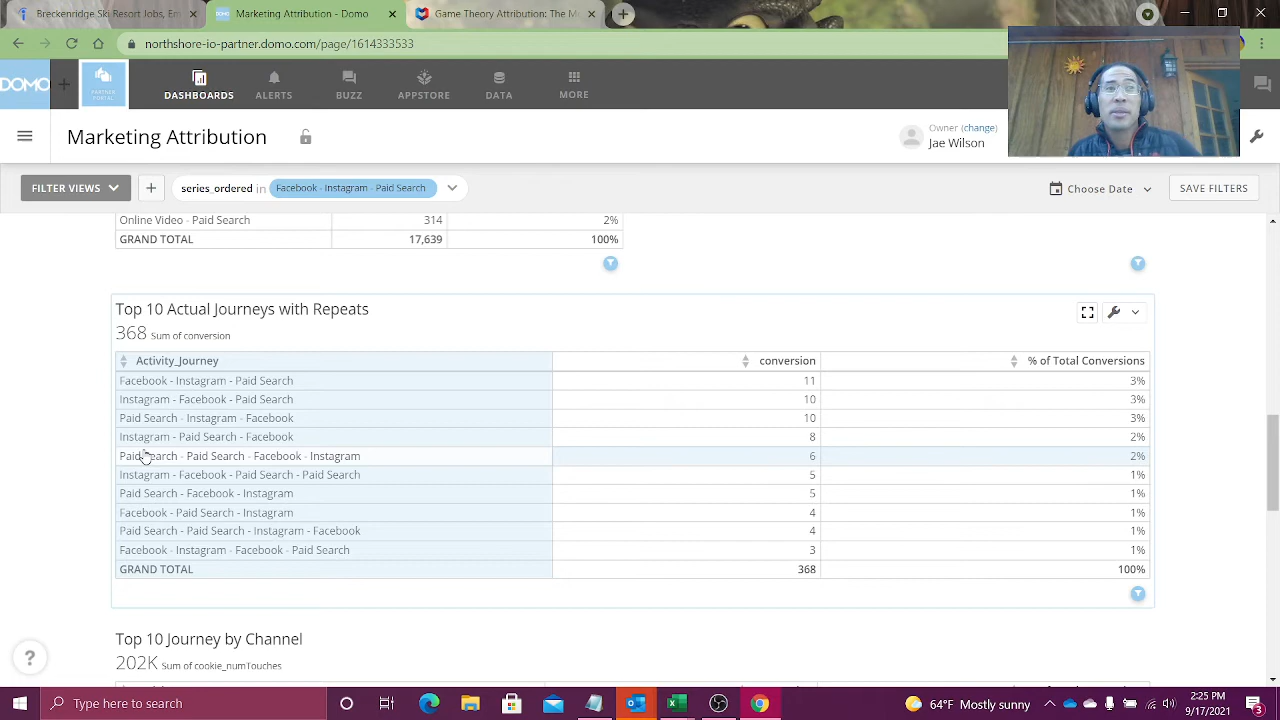 Breckenridge Ski Resort -
Marketing Attribution - Domo
Game Theory Attribution: The M
northshore-io-partner.domo.com/page/1614333533
DOMO
PARTNER PORTAL
DASHBOARDS
ALERTS
BUZZ
APPSTORE
DATA
MORE
Marketing Attribution
Owner (change)
Jae Wilson
FILTER VIEWS
series_ordered in Facebook - Instagram - Paid Search
Choose Date
SAVE FILTERS
Online Video - Paid Search 314 2%
GRAND TOTAL 17,639 100%
Top 10 Actual Journeys with Repeats
368 Sum of conversion
Activity_Journey conversion % of Total Conversions
Facebook - Instagram - Paid Search 11 3%
Instagram - Facebook - Paid Search 10 3%
Paid Search - Instagram - Facebook 10 3%
Instagram - Paid Search - Facebook 8 2%
Paid Search - Paid Search - Facebook - Instagram 6 2%
Instagram - Facebook - Paid Search - Paid Search 5 1%
Paid Search - Facebook - Instagram 5 1%
Facebook - Paid Search - Instagram 4 1%
Paid Search - Paid Search - Instagram - Facebook 4 1%
Facebook - Instagram - Facebook - Paid Search 3 1%
GRAND TOTAL 368 100%
Top 10 Journey by Channel
202K Sum of cookie_numTouches
?
Type here to search
64°F Mostly sunny
2:25 PM
9/17/2021
3